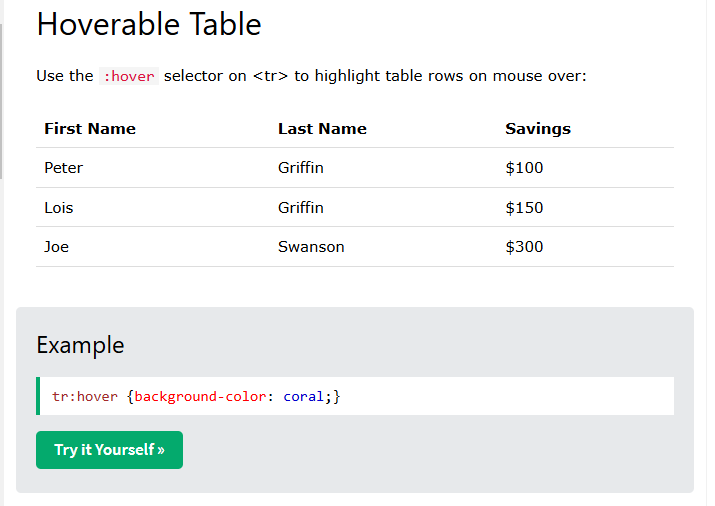 Hoverable Table
Use the :hover selector on <tr> to highlight table rows on mouse over:
First Name Last Name Savings
Peter Griffin $100
Lois Griffin $150
Joe Swanson $300
Example
tr:hover {background-color: coral;}
Try it Yourself »